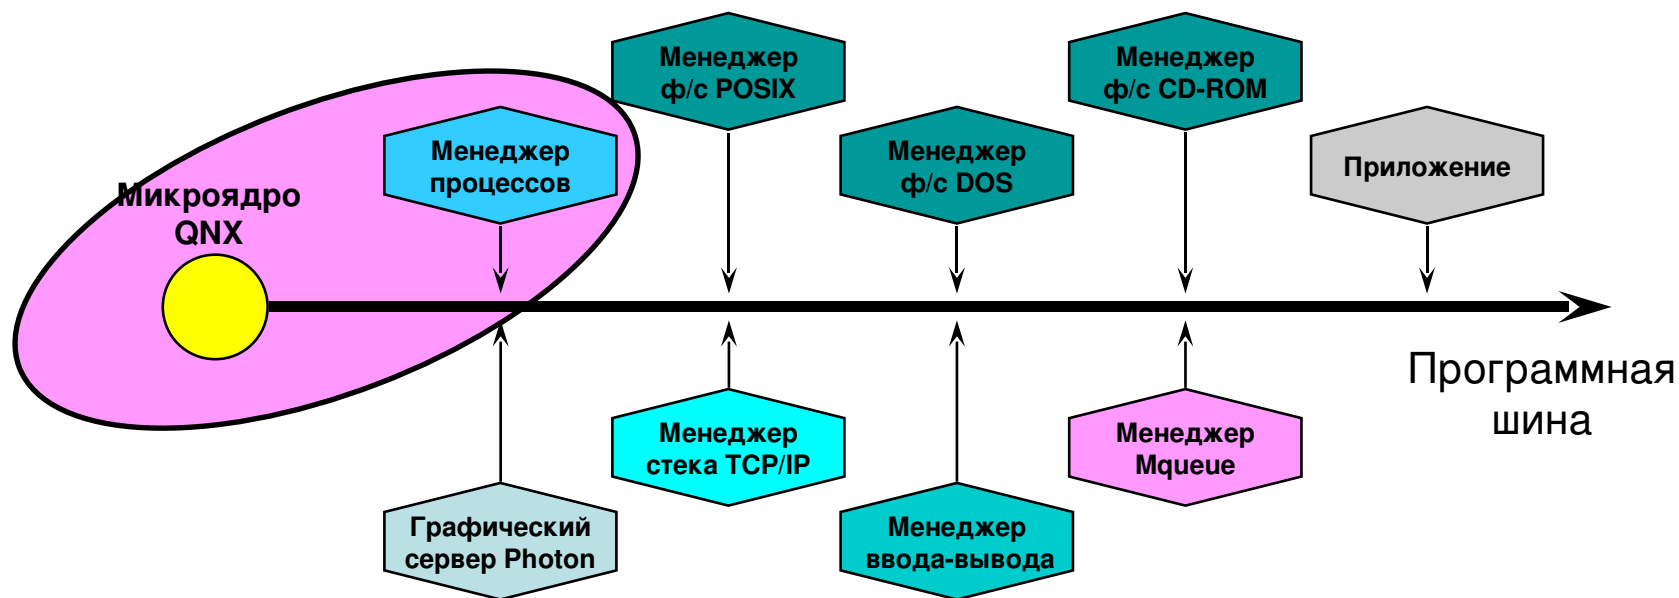 Менеджер
ф/с POSIX
Менеджер
ф/с CD-ROM
Менеджер
процессов
Менеджер
ф/с DOS
Приложение
Микроядро
QNX
Программная
шина
Менеджер
стека TCP/IP
Менеджер
Mqueue
Графический
сервер Photon
Менеджер
ввода-вывода